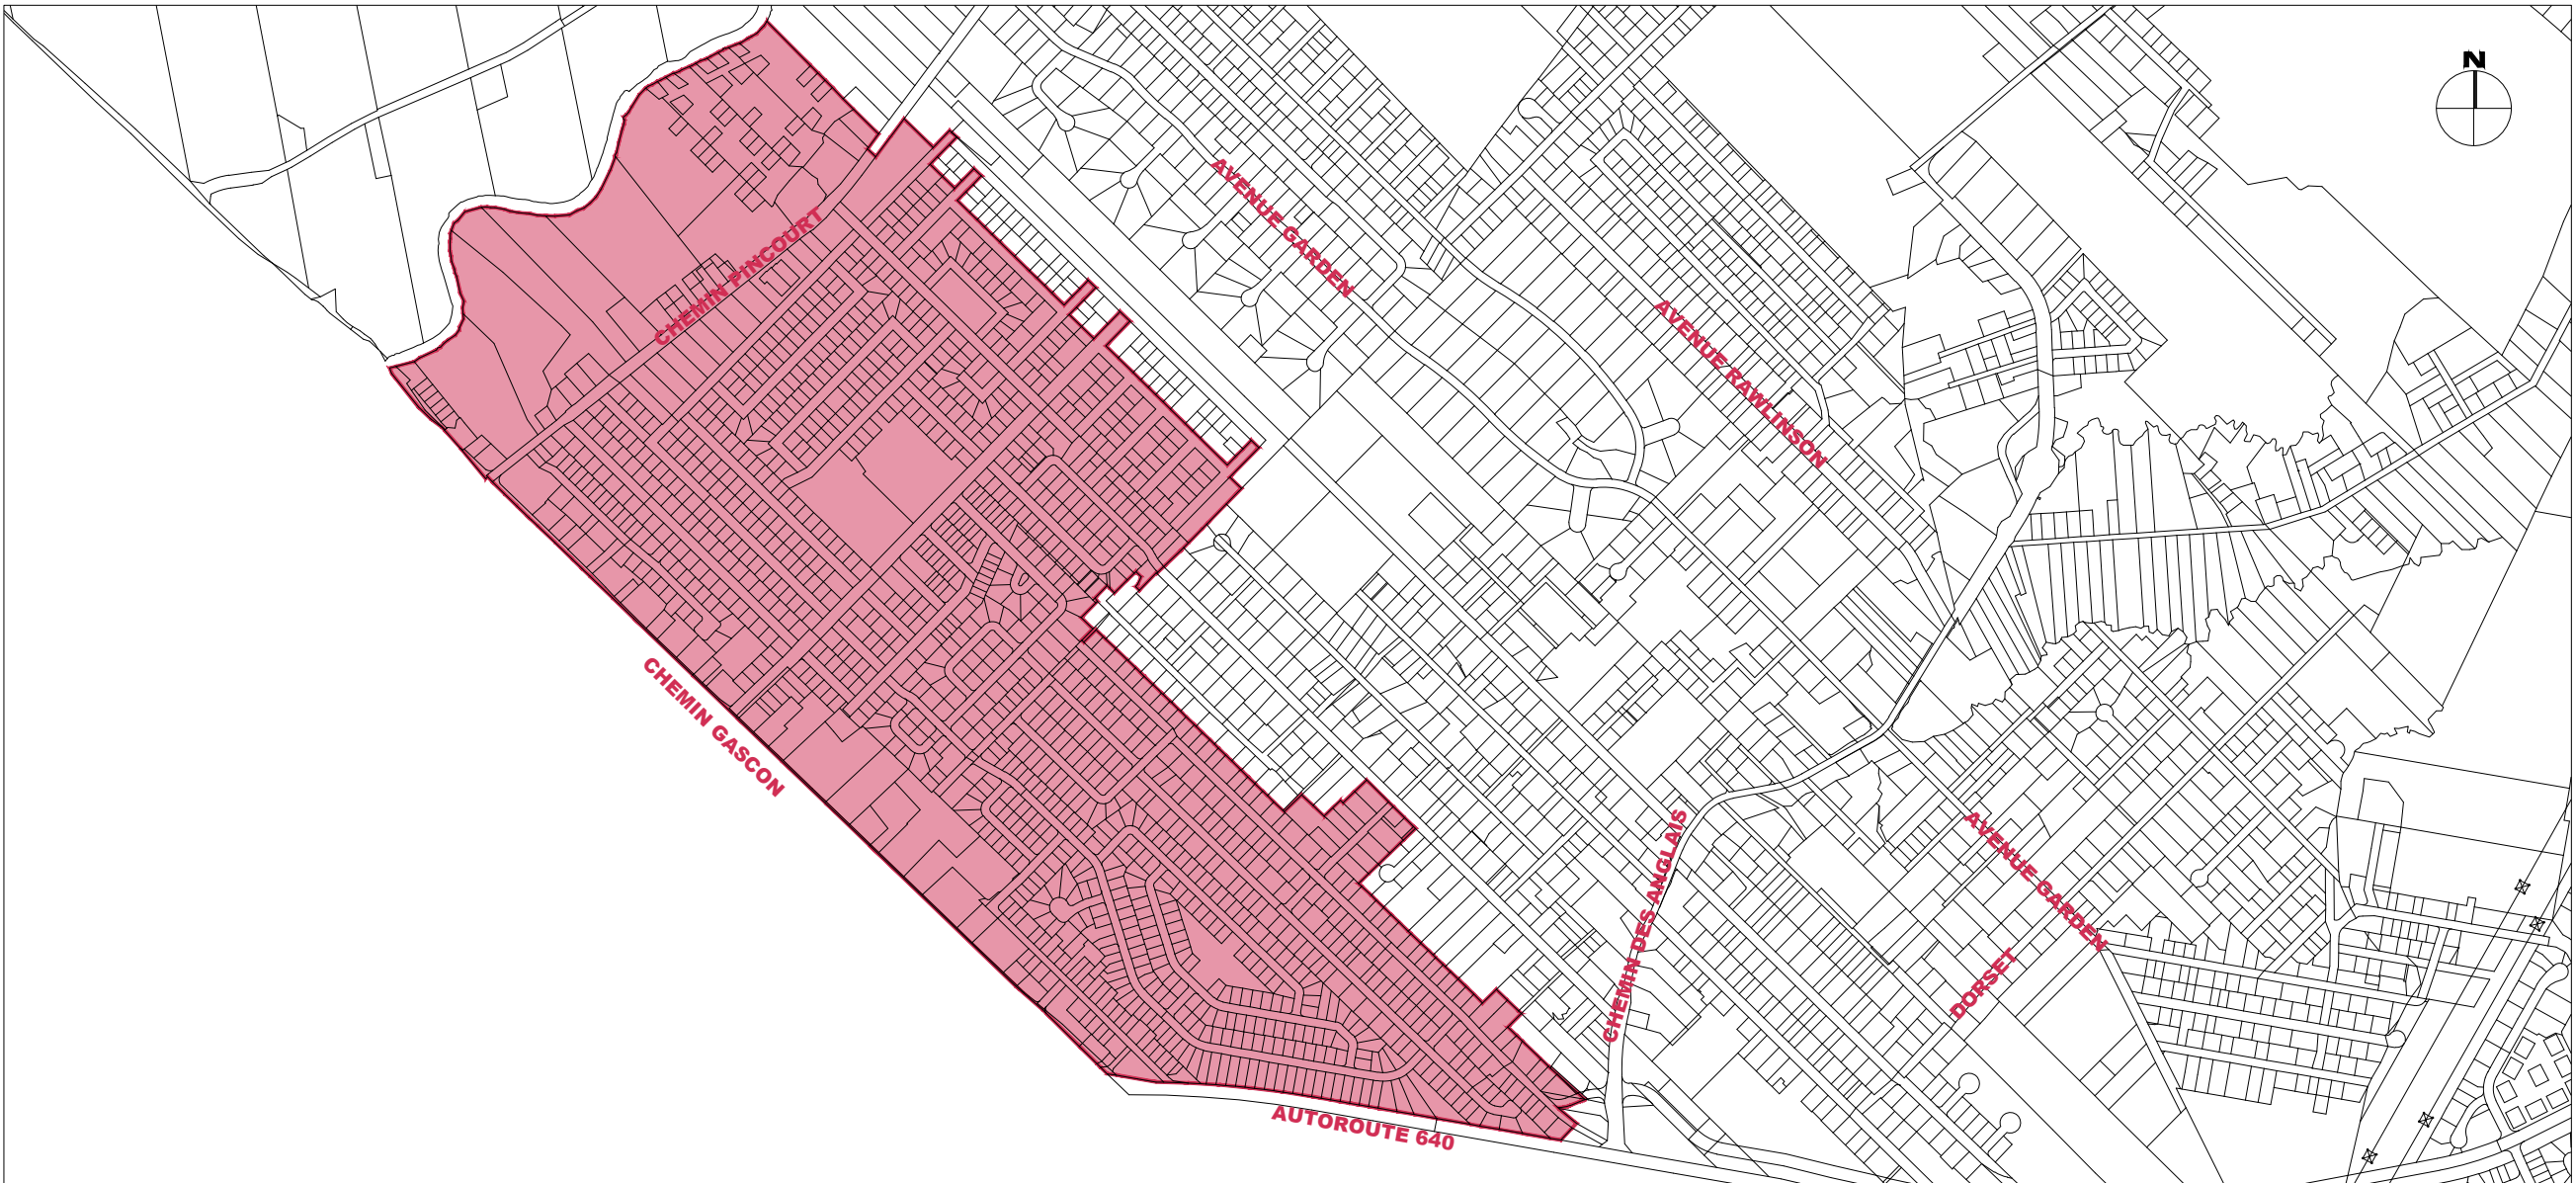 N
AVENUE GARDEN
CHEMIN PINCOURT
AVENUE RAWLINSON
CHEMIN GASCON
CHEMIN DES ANGLAIS
AVENUE GARDEN
DORSET
AUTOROUTE 640